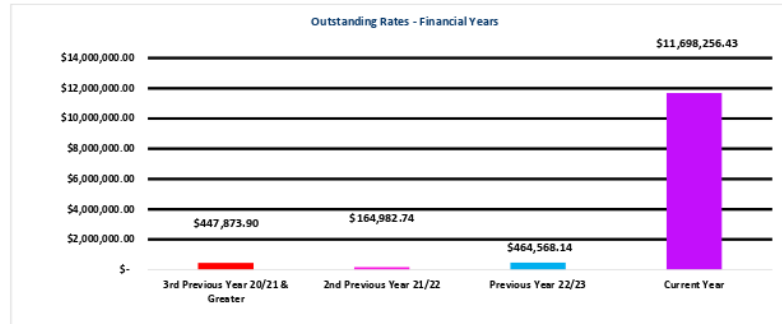 Outstanding Rates - Financial Years
$11,698,256.43
$14,000,000.00
$12,000,000.00
$10,000,000.00
$8,000,000.00
$6,000,000.00
$4,000,000.00
$447,873.90
$164,982.74
$2,000,000.00
$464,568.14
$-
3rd Previous Year 20/21 &
Greater
2nd Previous Year 21/22
Previous Year 22/23
Current Year